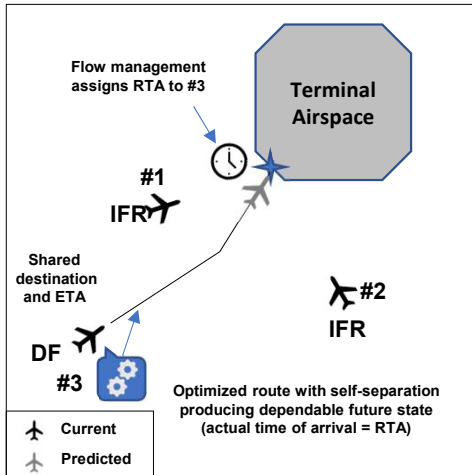 Flow management
assigns RTA to #3
Terminal
Airspace
#1
IFR
Shared
destination
and ETA
#2
IFR
DF
#3
Optimized route with self-separation
producing dependable future state
(actual time of arrival = RTA)
Current
Predicted